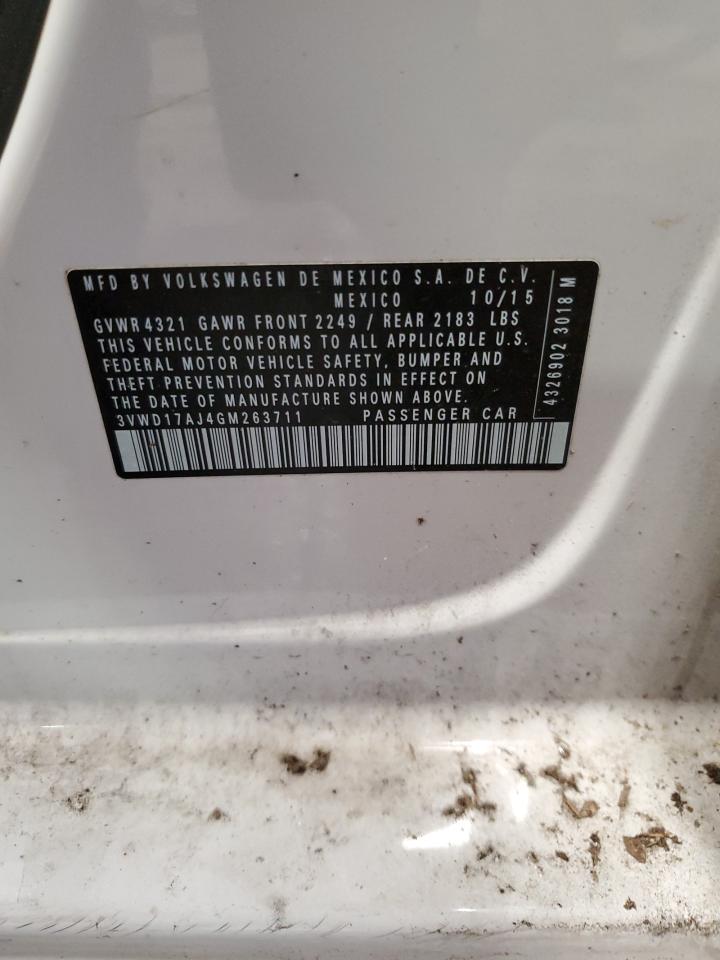 MFD BY VOLKSWAGEN DE MEXICO S.A. DE C.V.
MEXICO 10/15
GVWR 4321 GAWR FRONT 2249 / REAR 2183 LBS
THIS VEHICLE CONFORMS TO ALL APPLICABLE U.S.
FEDERAL MOTOR VEHICLE SAFETY, BUMPER AND
THEFT PREVENTION STANDARDS IN EFFECT ON
THE DATE OF MANUFACTURE SHOWN ABOVE.
3VWD17AJ4GM263711 PASSENGER CAR
4326902 3018 M